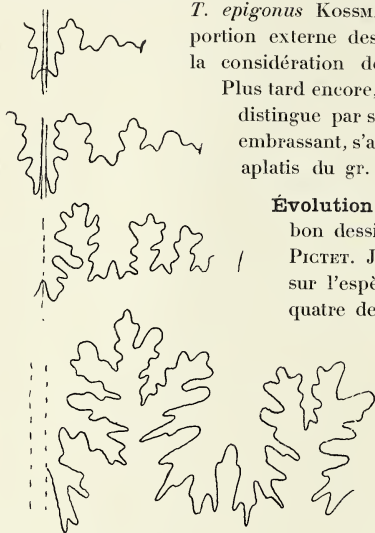 T. epigonus KOSSM
portion externe des
la considération d
Plus tard encore,
distingue par s
embrassant, s'a
aplatis du gr.
Évolution
bon dessi
PICTET. J
sur l'espè
quatre de